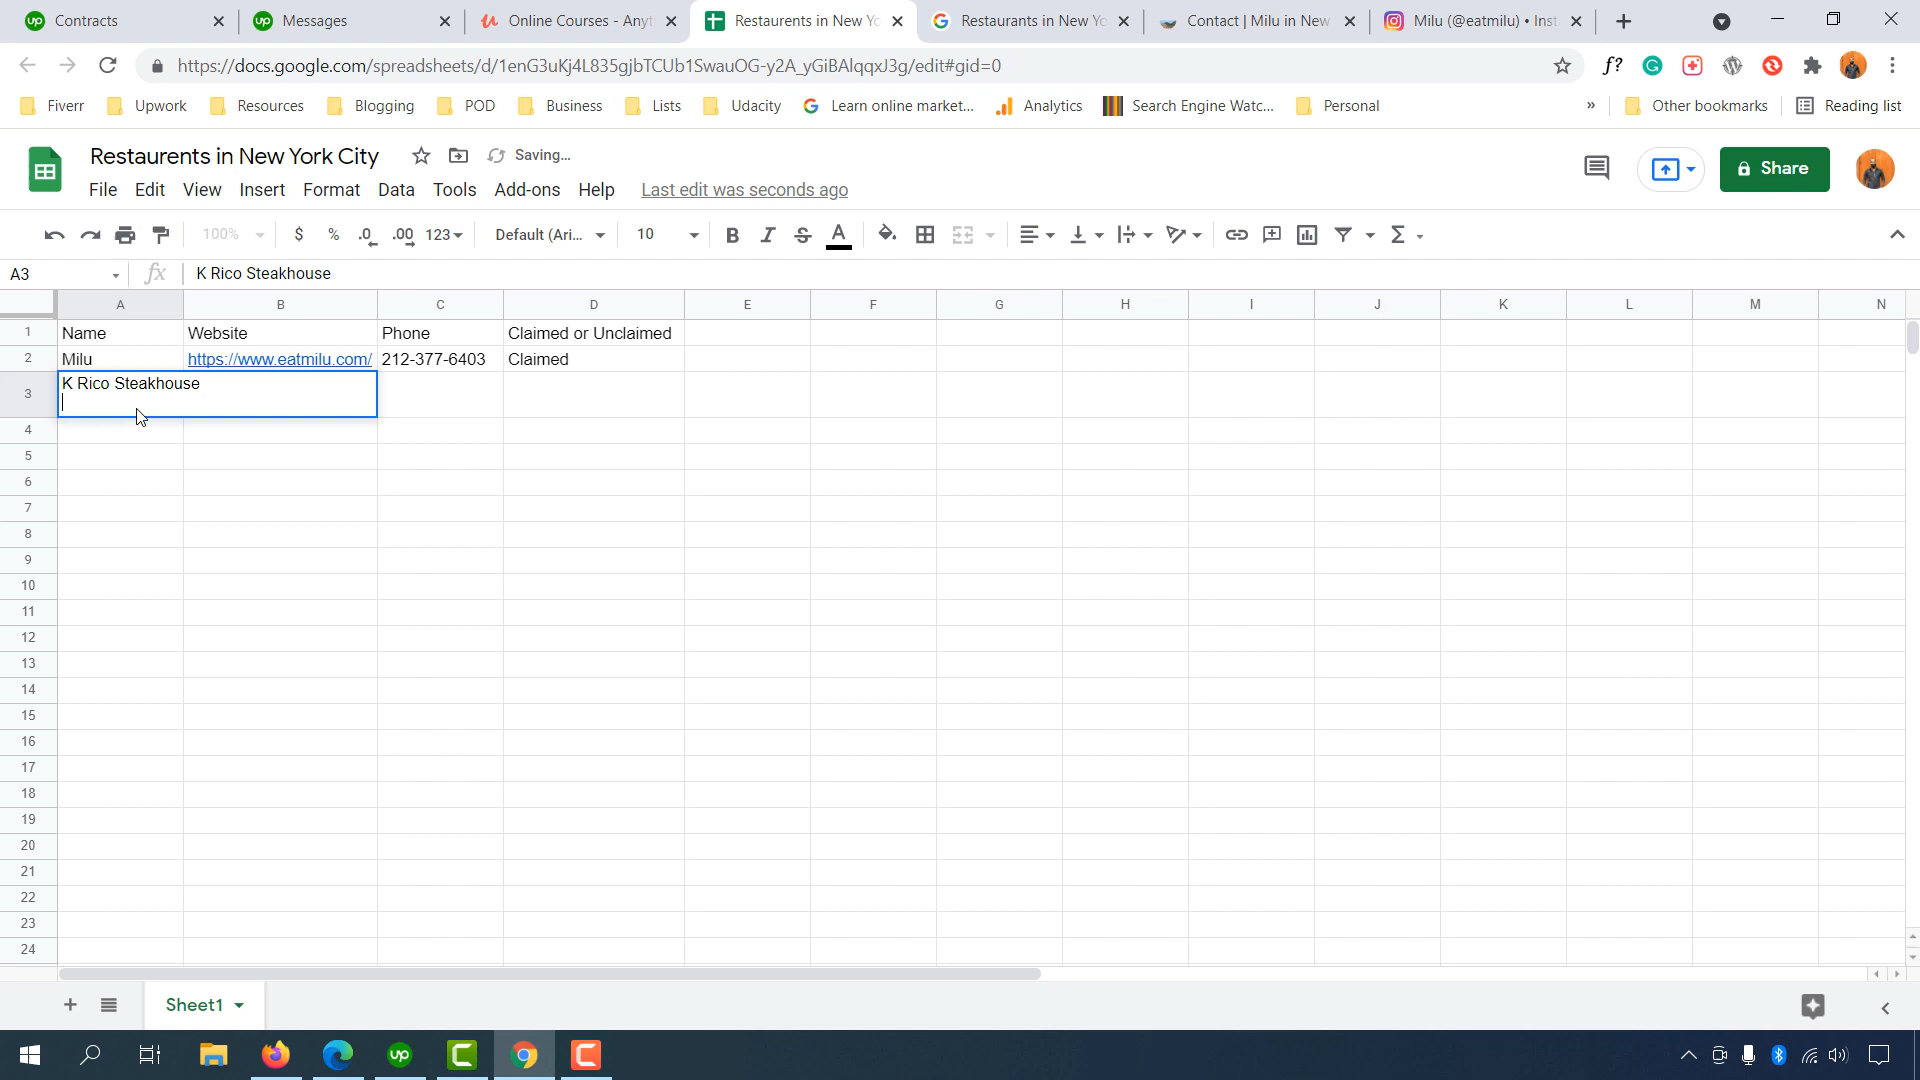 Contracts
Messages
Online Courses - Anyt
Restaurents in New Yo
Restaurants in New Yo
Contact | Milu in New
Milu (@eatmilu) • Inst
https://docs.google.com/spreadsheets/d/1enG3uKj4L835gjbTCUb1SwauOG-y2A_yGiBAlqqxJ3g/edit#gid=0
Fiverr
Upwork
Resources
Blogging
POD
Business
Lists
Udacity
Learn online market...
Analytics
Search Engine Watc...
Personal
»
Other bookmarks
Reading list
Restaurents in New York City
Saving...
Share
File Edit View Insert Format Data Tools Add-ons Help Last edit was seconds ago
100% $ % .0 .00 123 Default (Ari... 10 B I S A Σ
A3 fx K Rico Steakhouse
A B C D E F G H I J K L M N
1 Name Website Phone Claimed or Unclaimed
2 Milu https://www.eatmilu.com/ 212-377-6403 Claimed
3 K Rico Steakhouse
4
5
6
7
8
9
10
11
12
13
14
15
16
17
18
19
20
21
22
23
24
Sheet1